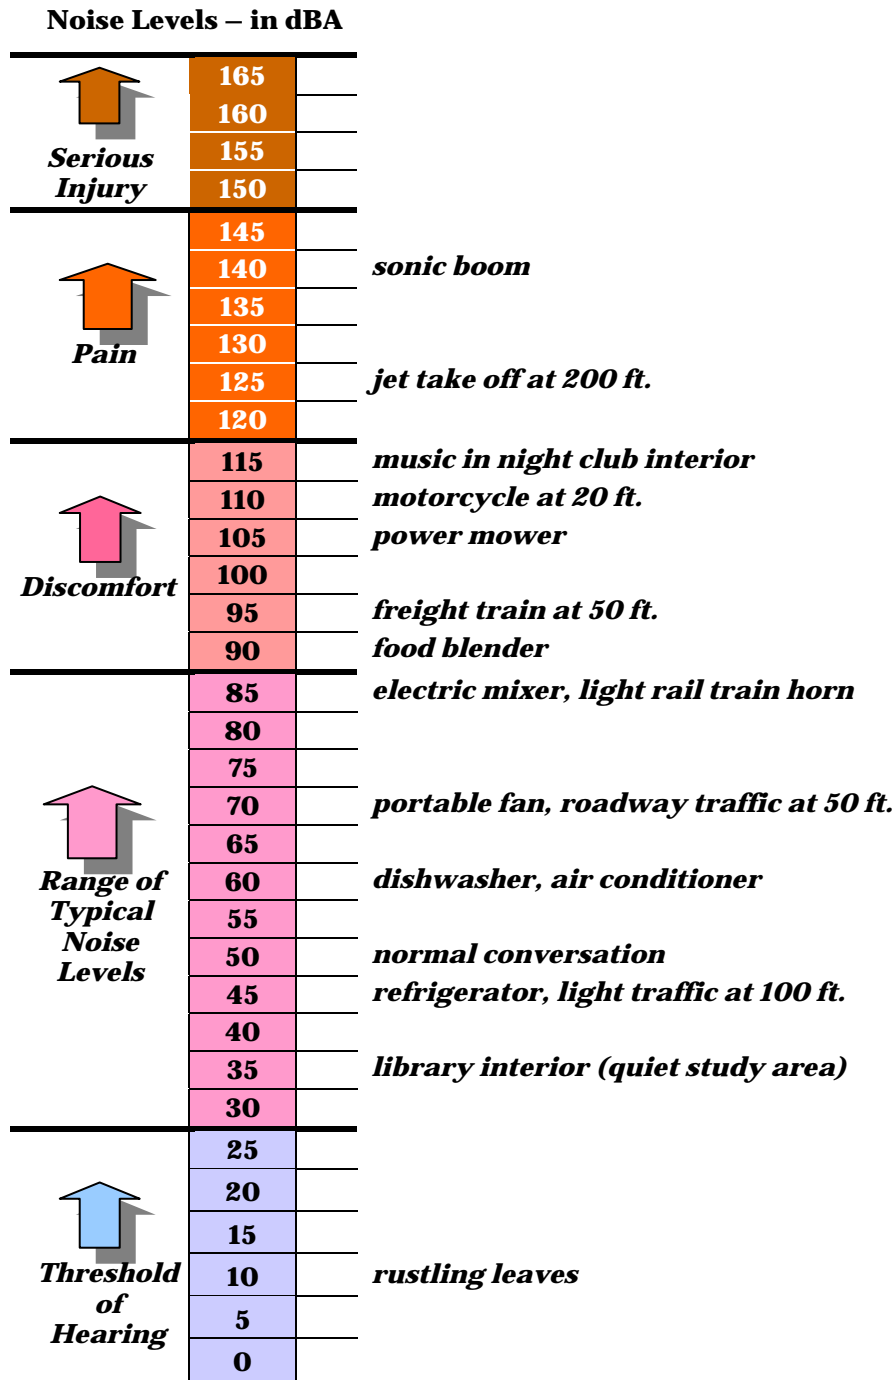 Noise Levels – in dBA
165
160
Serious
Injury
155
150
145
140 sonic boom
135
Pain
130
125 jet take off at 200 ft.
120
115 music in night club interior
110 motorcycle at 20 ft.
105 power mower
Discomfort
100
95 freight train at 50 ft.
90 food blender
85 electric mixer, light rail train horn
80
75
70 portable fan, roadway traffic at 50 ft.
65
Range of
Typical
Noise
Levels
60 dishwasher, air conditioner
55
50 normal conversation
45 refrigerator, light traffic at 100 ft.
40
35 library interior (quiet study area)
30
25
20
15
Threshold
of
Hearing
10 rustling leaves
5
0